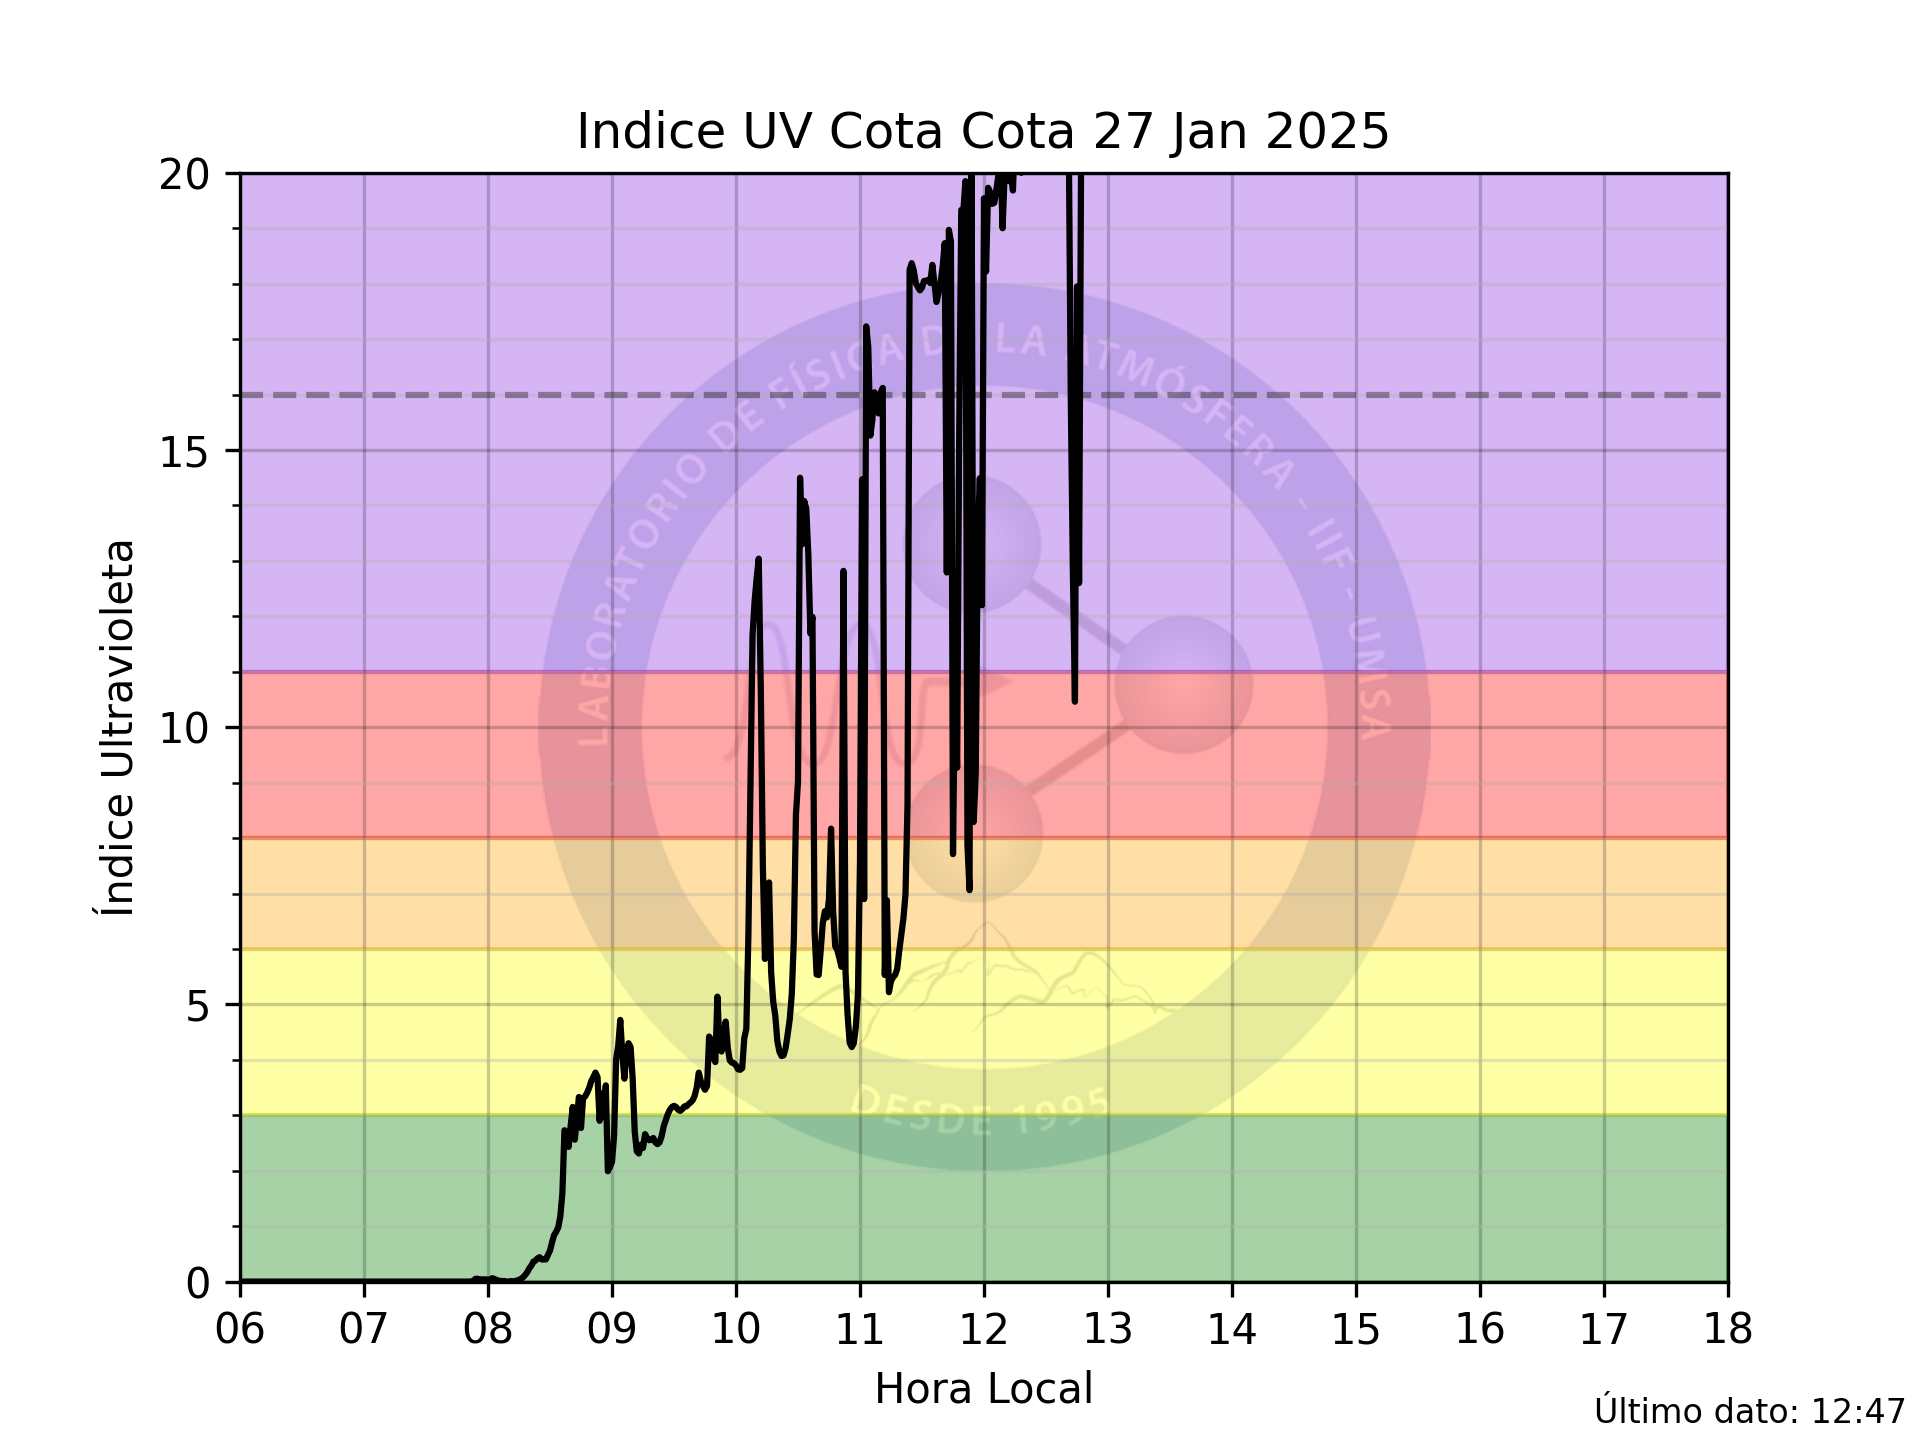 Indice UV Cota Cota 27 Jan 2025
20
15
10
5
0
Índice Ultravioleta
LABORATORIO DE FÍSICA DE LA ATMÓSFERA - IIF - UMSA
DESDE 1995
06 07 08 09 10 11 12 13 14 15 16 17 18
Hora Local
Último dato: 12:47